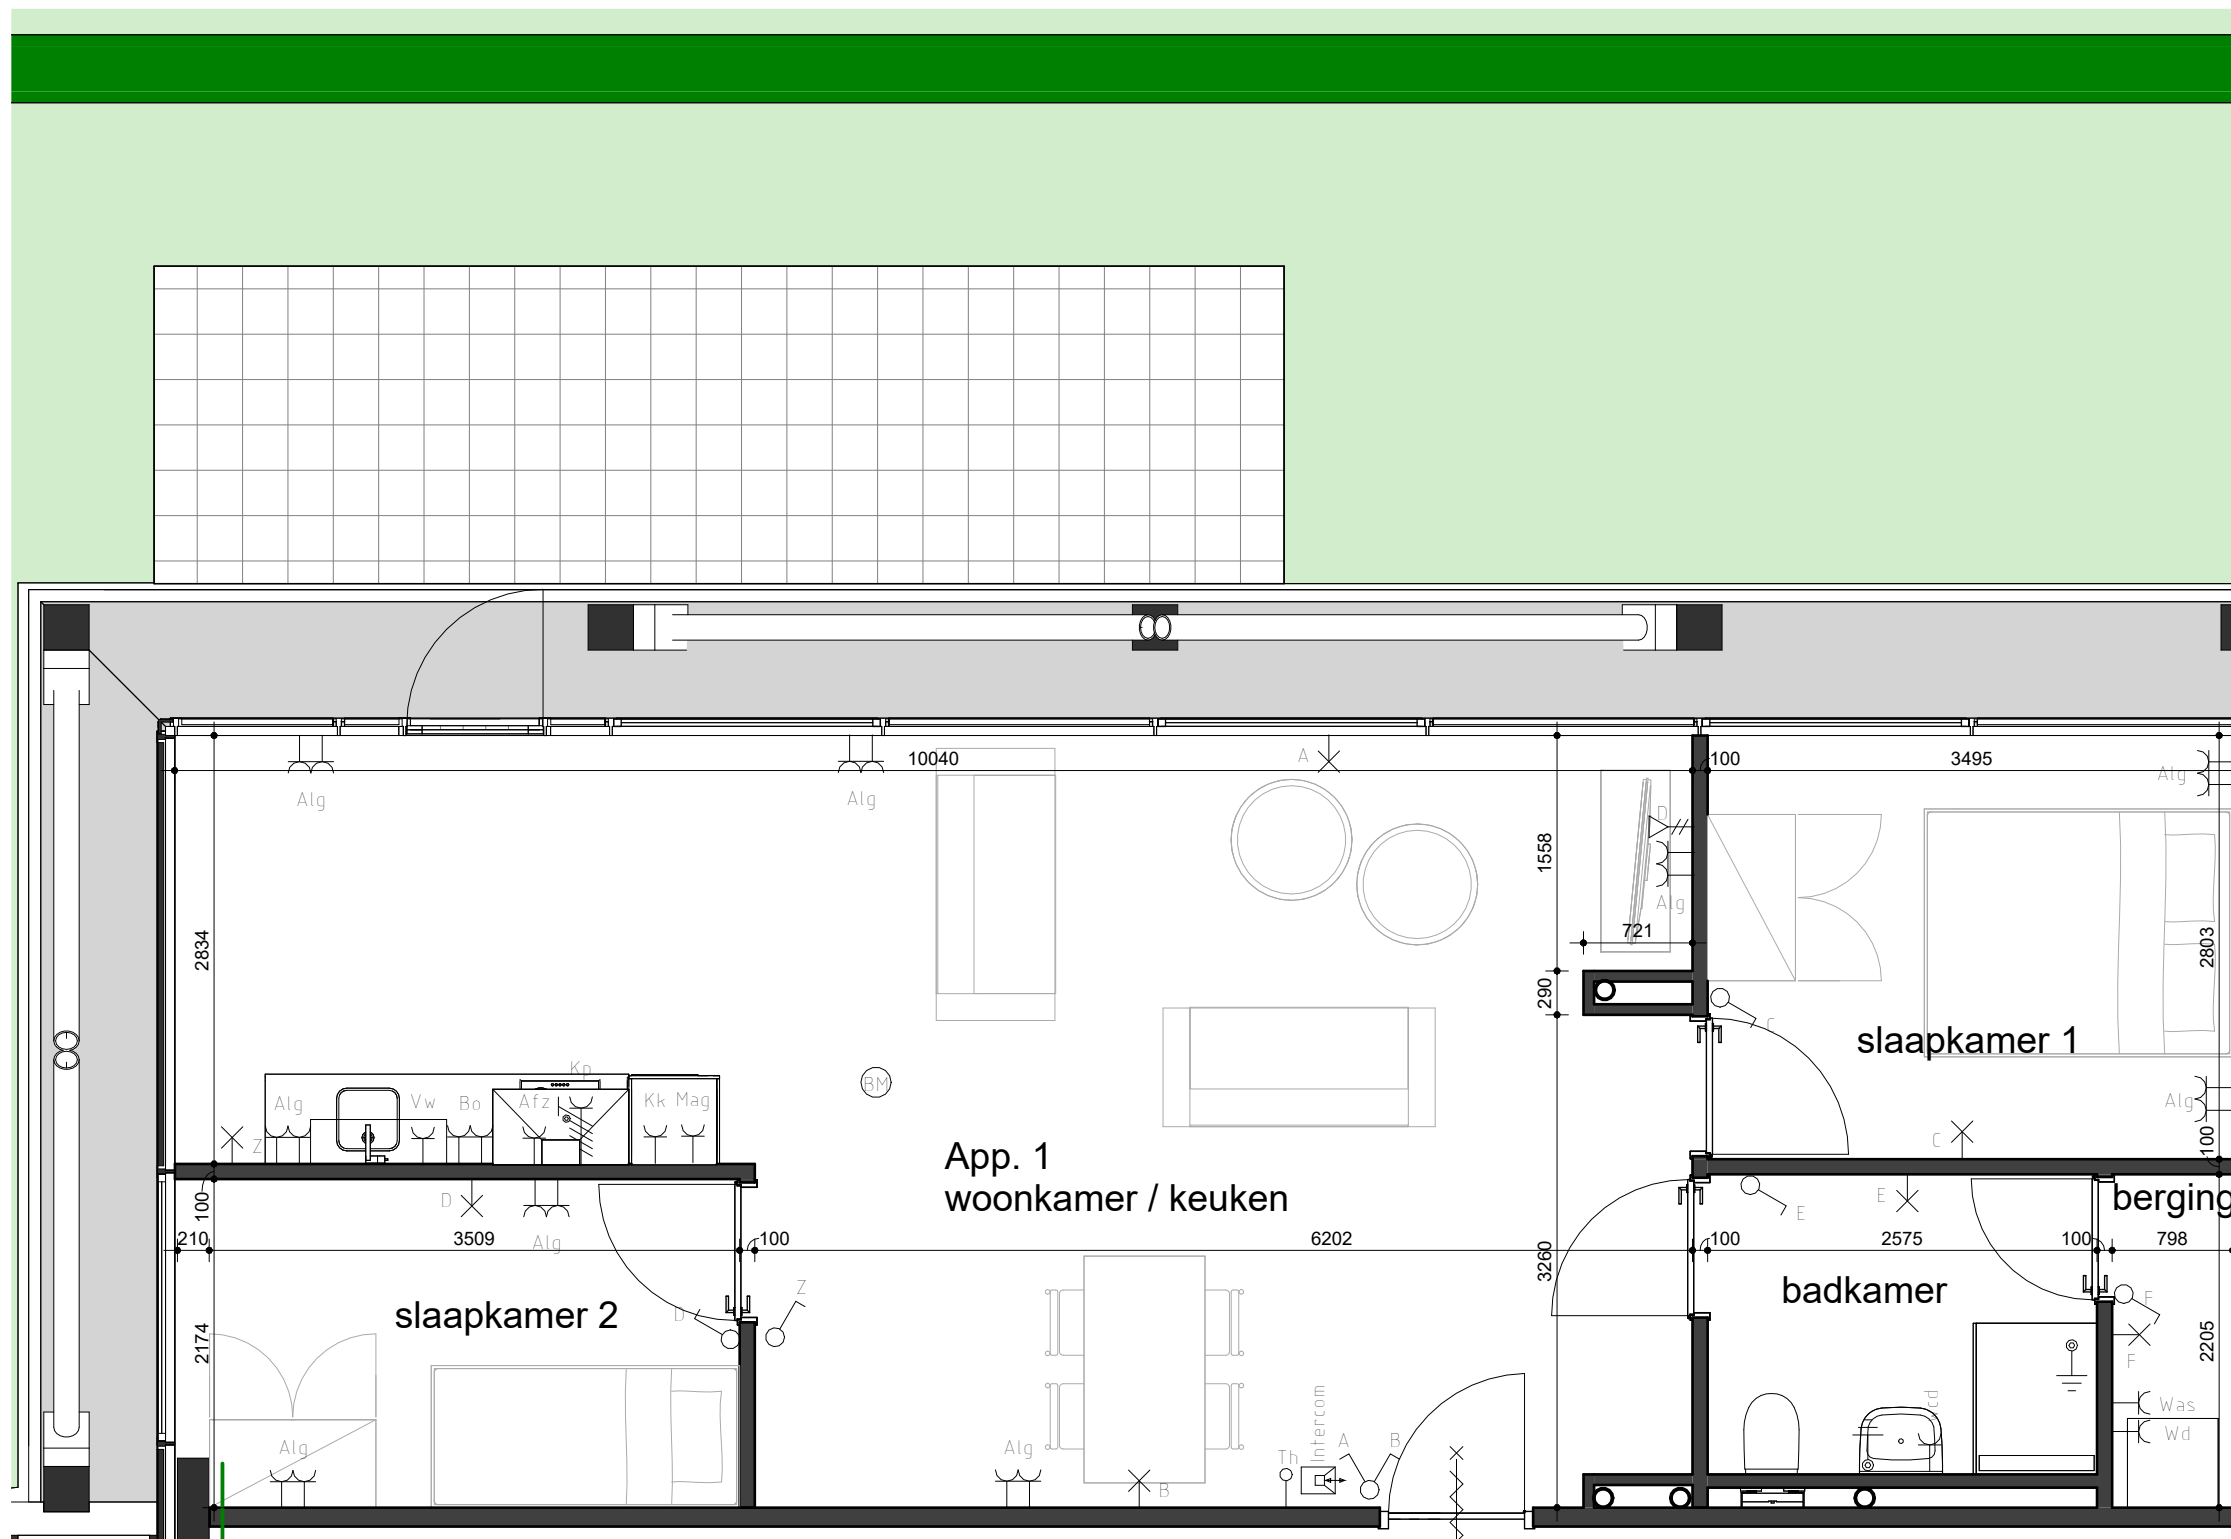 A
10040
100
3495
Alg
Alg
Alg
D
1558
Alg
721
2834
2803
290
C
slaapkamer 1
Kp
BM
Alg
Vw
Bo
Afz
Kk
Mag
Alg
Z
C
100
App. 1
woonkamer / keuken
D
100
E
E
berging
210
3509
Alg
100
6202
3260
100
2575
100
798
Z
badkamer
F
slaapkamer 2
D
2174
2205
F
Alg
Alg
B
Th
Intercom
A
B
wcd
Was
Wd